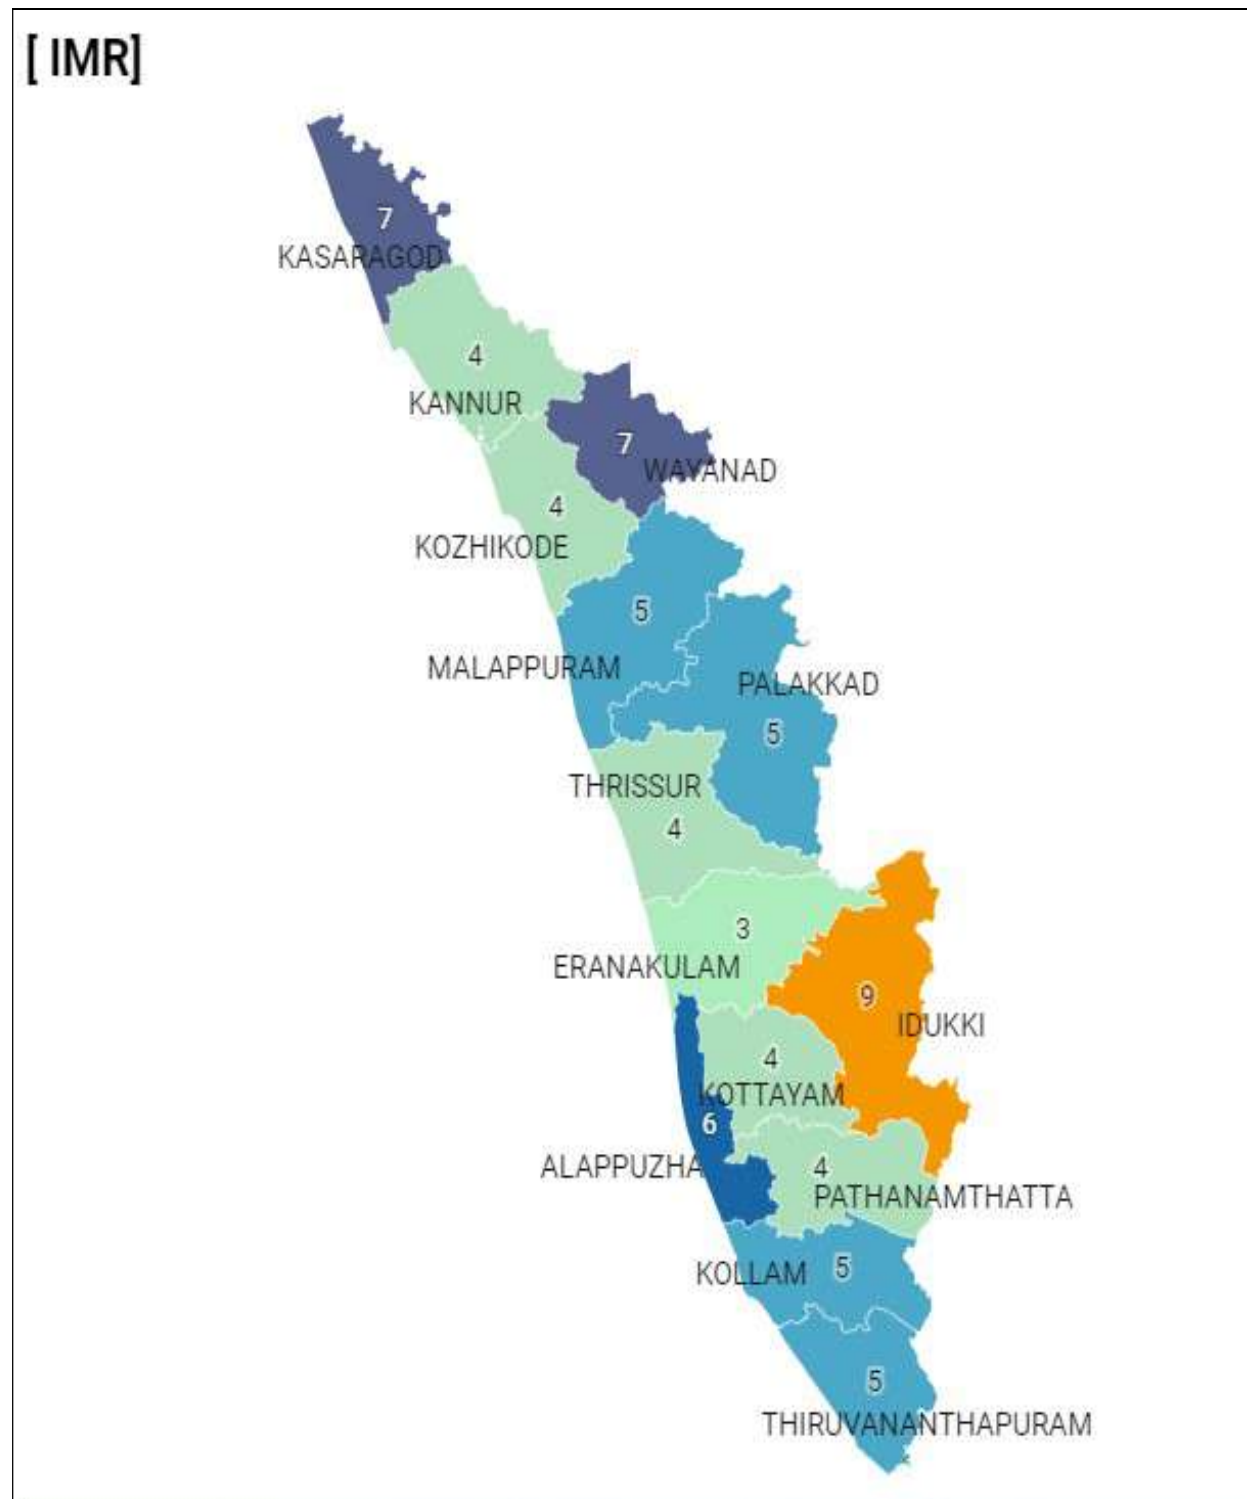 [ IMR]
7
KASARAGOD
4
KANNUR
7
WAYANAD
4
KOZHIKODE
5
MALAPPURAM
PALAKKAD
5
THRISSUR
4
3
ERANAKULAM
9
IDUKKI
4
KOTTAYAM
6
ALAPPUZHA
4
PATHANAMTHATTA
KOLLAM 5
5
THIRUVANANTHAPURAM